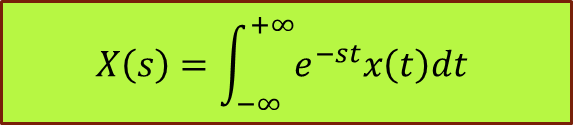 X(s) = ∫_{−∞}^{+∞} e^{−st}x(t)dt